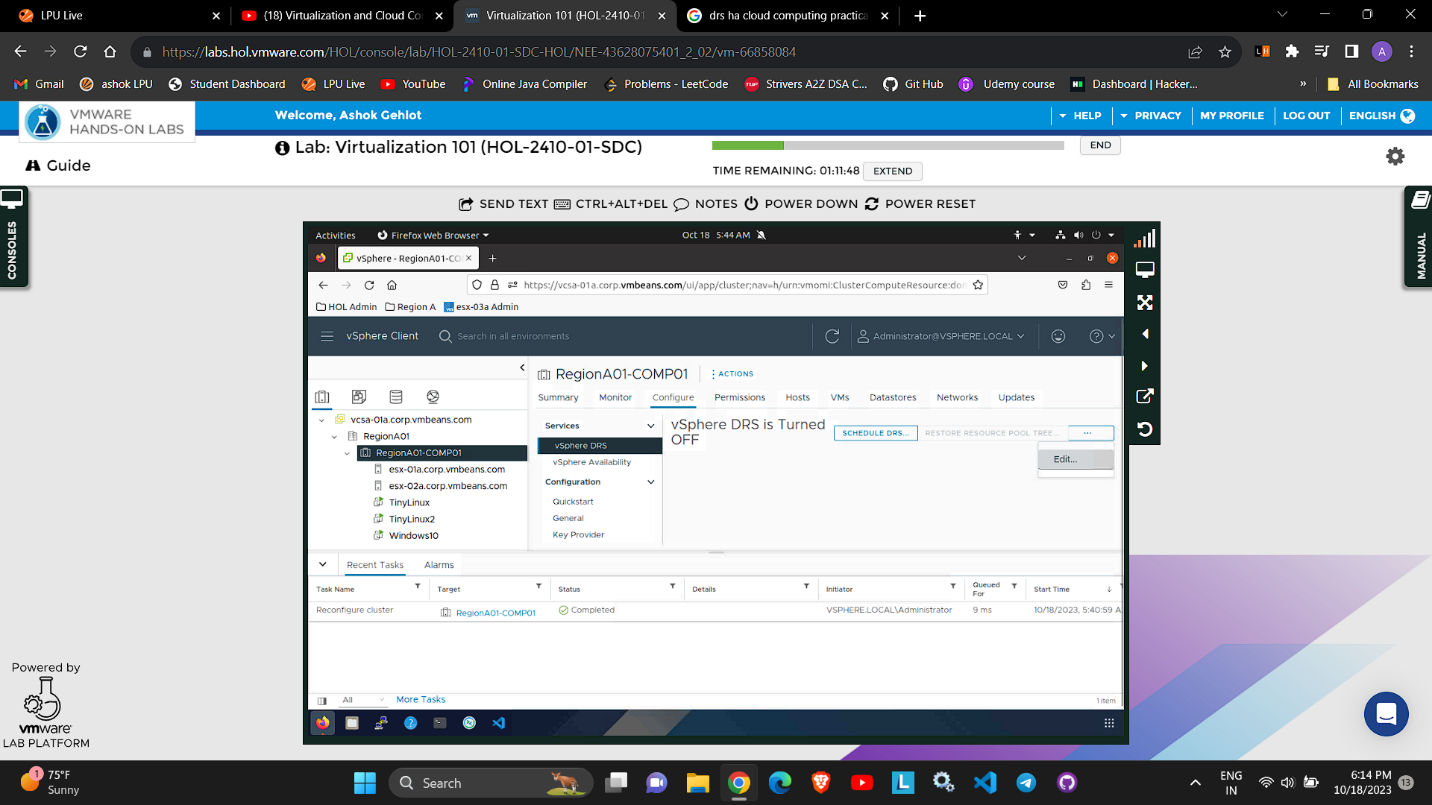 LPU Live
(18) Virtualization and Cloud Co
Virtualization 101 (HOL-2410-01
drs ha cloud computing practica
https://labs.hol.vmware.com/HOL/console/lab/HOL-2410-01-SDC-HOL/NEE-43628075401_2_02/vm-66858084
A
Gmail
ashok LPU
Student Dashboard
LPU Live
YouTube
Online Java Compiler
Problems - LeetCode
Strivers A2Z DSA C...
Git Hub
Udemy course
Dashboard | Hacker...
»
All Bookmarks
VMWARE
HANDS-ON LABS
Welcome, Ashok Gehlot
HELP
PRIVACY
MY PROFILE
LOG OUT
ENGLISH
Guide
Lab: Virtualization 101 (HOL-2410-01-SDC)
END
TIME REMAINING: 01:11:48
EXTEND
CONSOLES
MANUAL
SEND TEXT
CTRL+ALT+DEL
NOTES
POWER DOWN
POWER RESET
Activities
Firefox Web Browser
Oct 18 5:44 AM
vSphere - RegionA01-CO
https://vcsa-01a.corp.vmbeans.com/ui/app/cluster;nav=h/urn:vmomi:ClusterComputeResource:dom
HOL Admin
Region A
esx-03a Admin
vSphere Client
Search in all environments
Administrator@VSPHERE.LOCAL
RegionA01-COMP01
ACTIONS
Summary
Monitor
Configure
Permissions
Hosts
VMs
Datastores
Networks
Updates
vcsa-01a.corp.vmbeans.com
RegionA01
RegionA01-COMP01
esx-01a.corp.vmbeans.com
esx-02a.corp.vmbeans.com
TinyLinux
TinyLinux2
Windows10
Services
vSphere DRS
vSphere Availability
Configuration
Quickstart
General
Key Provider
vSphere DRS is Turned
OFF
SCHEDULE DRS...
RESTORE RESOURCE POOL TREE...
...
Edit...
Recent Tasks
Alarms
Task Name
Target
Status
Details
Initiator
Queued
For
Start Time
Reconfigure cluster
RegionA01-COMP01
Completed
VSPHERE.LOCAL\Administrator
9 ms
10/18/2023, 5:40:59 A
All
More Tasks
1 item
Powered by
vmware
LAB PLATFORM
1
75°F
Sunny
Search
ENG
IN
6:14 PM
10/18/2023
13